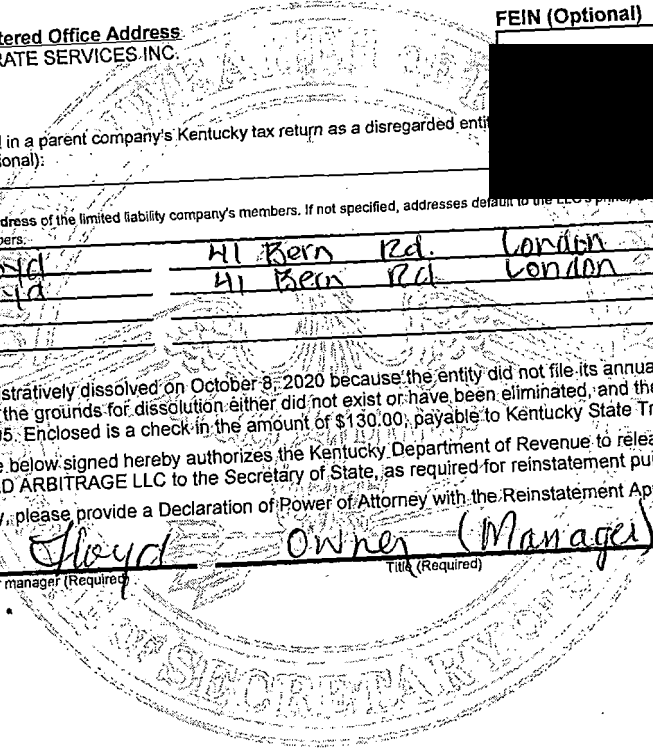 FEIN (Optional)
tered Office Address
RATE SERVICES INC.
in a parent company's Kentucky tax return as a disregarded entit
ional):
dress of the limited liability company's members. If not specified, addresses default to the LLC's
bers.
oyd 41 Bern Rd. London
yd 41 Bern Rd London
stratively dissolved on October 8, 2020 because the entity did not file its annua
the grounds for dissolution either did not exist or have been eliminated, and the
5. Enclosed is a check in the amount of $130.00, payable to Kentucky State Tr
e below signed hereby authorizes the Kentucky Department of Revenue to relea
D ARBITRAGE LLC to the Secretary of State, as required for reinstatement pu
y, please provide a Declaration of Power of Attorney with the Reinstatement Ap
Floyd Owner (Manager)
manager (Required) Title (Required)
SECRETARY OF S